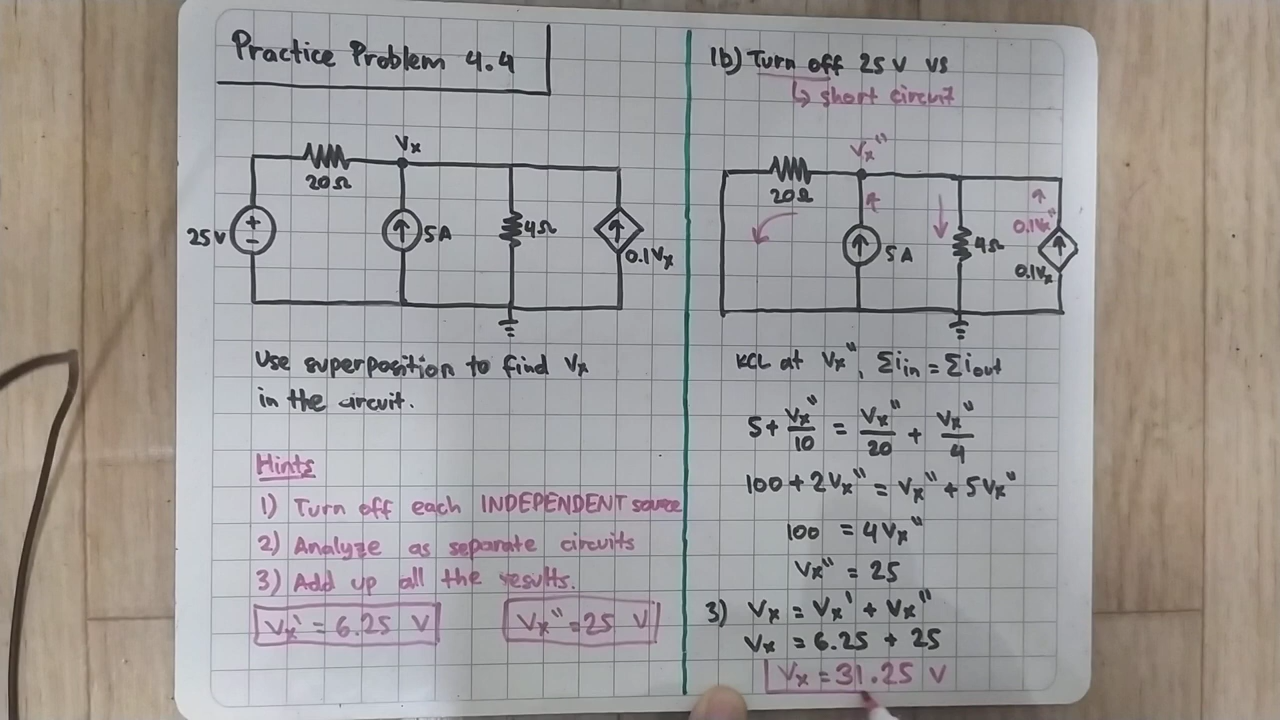 Practice Problem 4.4
Vx
20Ω
25V
+
−
5A
4Ω
0.1Vx
Use superposition to find Vx
in the circuit.
Hints
1) Turn off each INDEPENDENT source
2) Analyze as separate circuits
3) Add up all the results.
Vx' = 6.25 V
Vx" = 25 V
1b) Turn off 25 V VS
↳ short circuit
Vx"
20Ω
5A
4Ω
0.1Vx"
0.1Vx
KCL at Vx", Σiin = Σiout
5 + Vx"/10 = Vx"/20 + Vx"/4
100 + 2Vx" = Vx" + 5Vx"
100 = 4Vx"
Vx" = 25
3) Vx = Vx' + Vx"
Vx = 6.25 + 25
Vx = 31.25 V